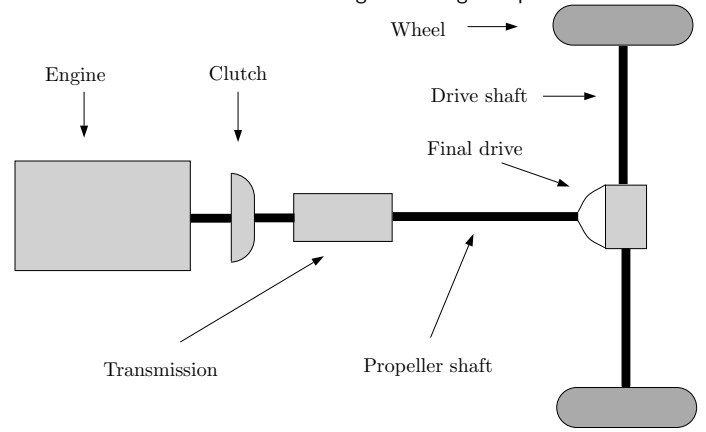 Wheel
Engine
Clutch
Drive shaft
Final drive
Transmission
Propeller shaft